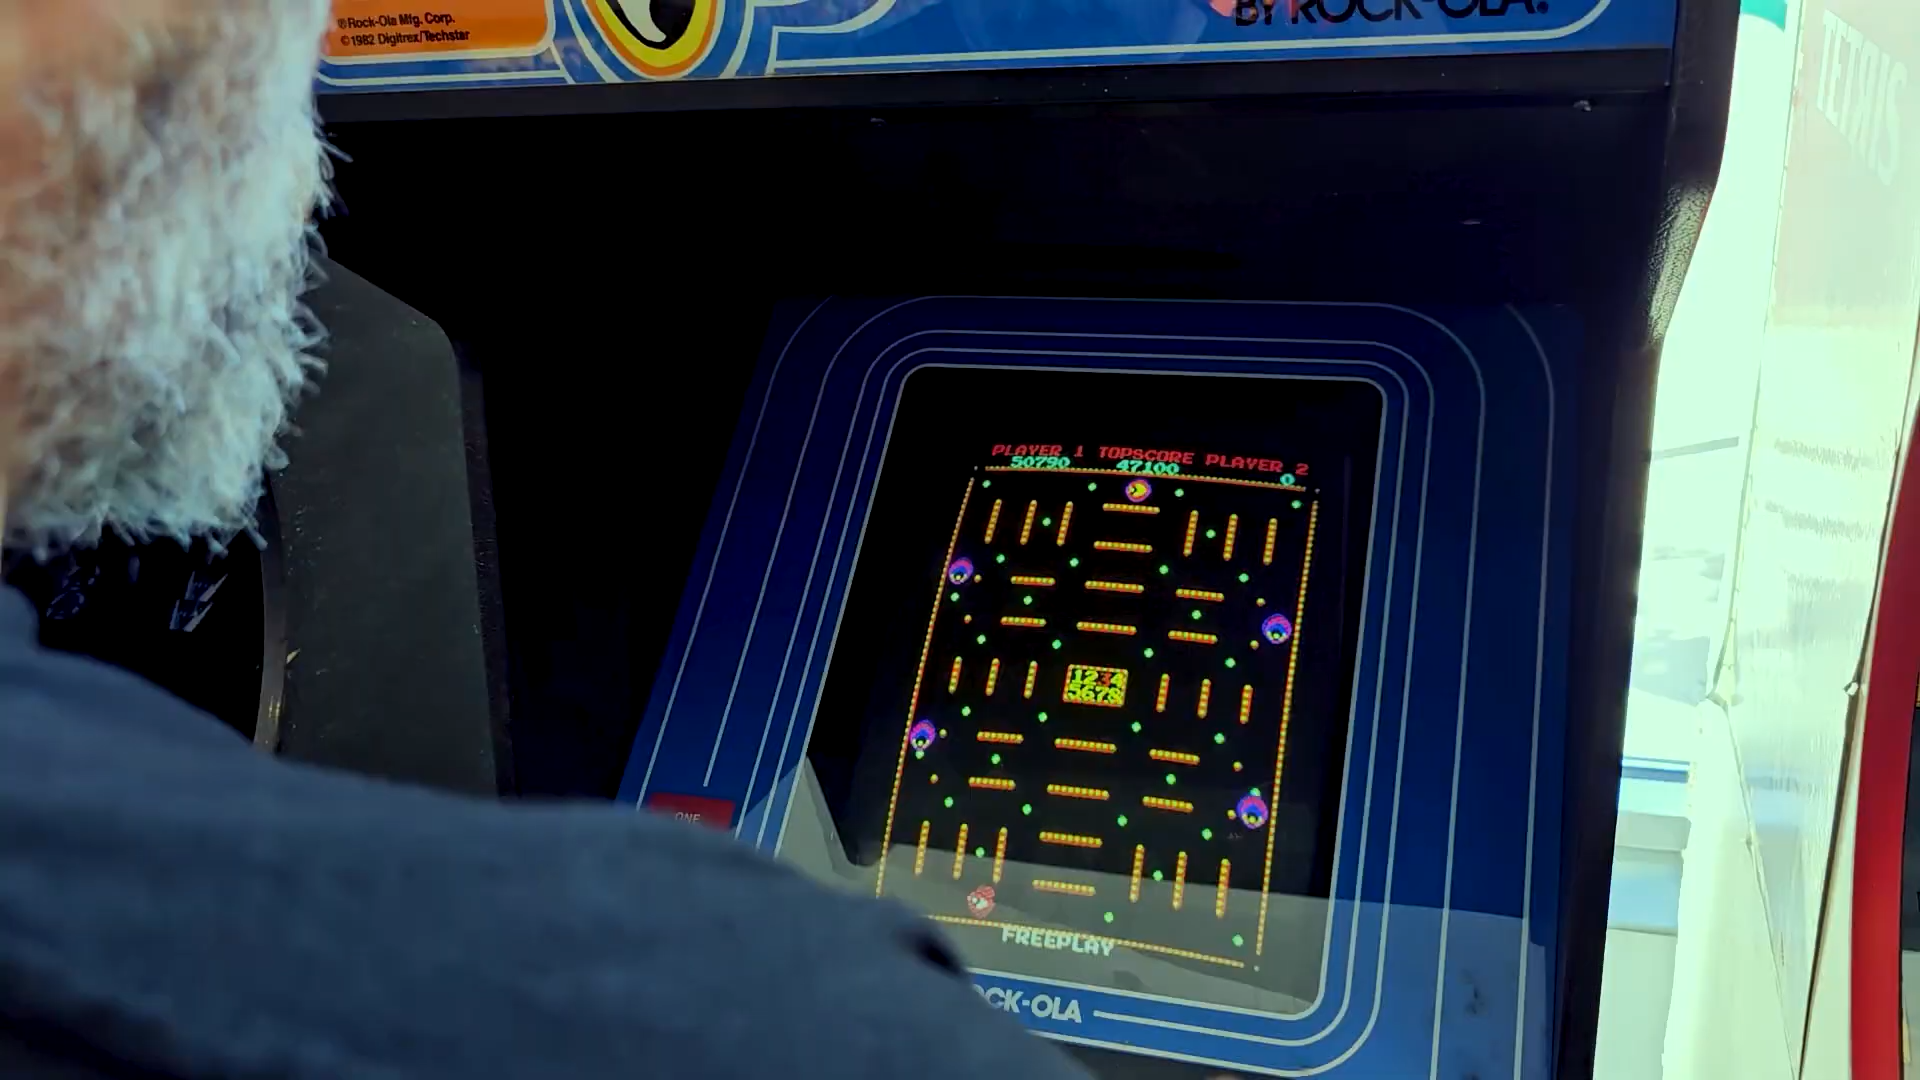 ®Rock-Ola Mfg. Corp.
©1982 Digitrex/Techstar
BY ROCK-OLA®
TETRIS
PLAYER 1 TOPSCORE PLAYER 2
50790 47100 0
1234
5678
ONE
FREEPLAY
ROCK-OLA